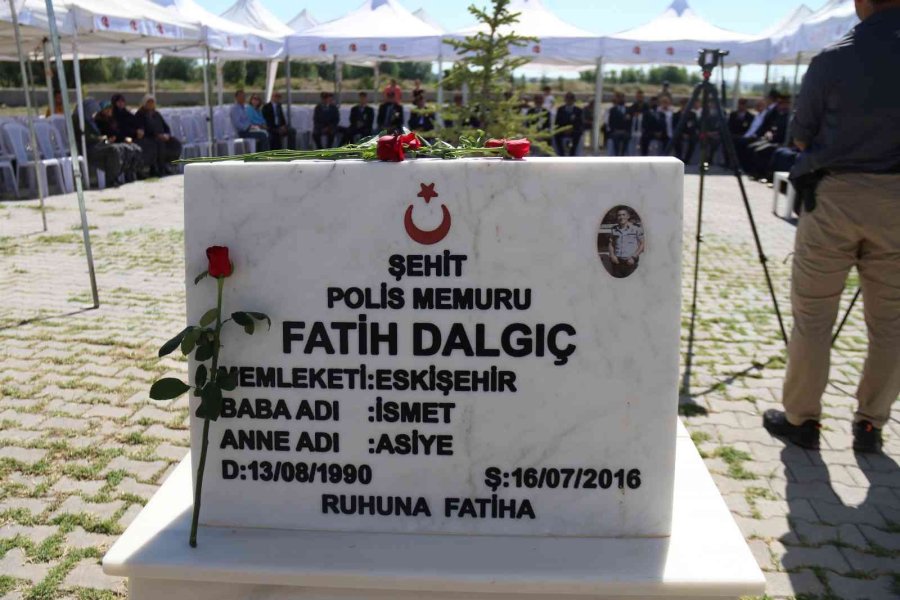 ŞEHİT
POLİS MEMURU
FATİH DALGIÇ
MEMLEKETİ:ESKİŞEHİR
BABA ADI :İSMET
ANNE ADI :ASİYE
D:13/08/1990 Ş:16/07/2016
RUHUNA FATİHA